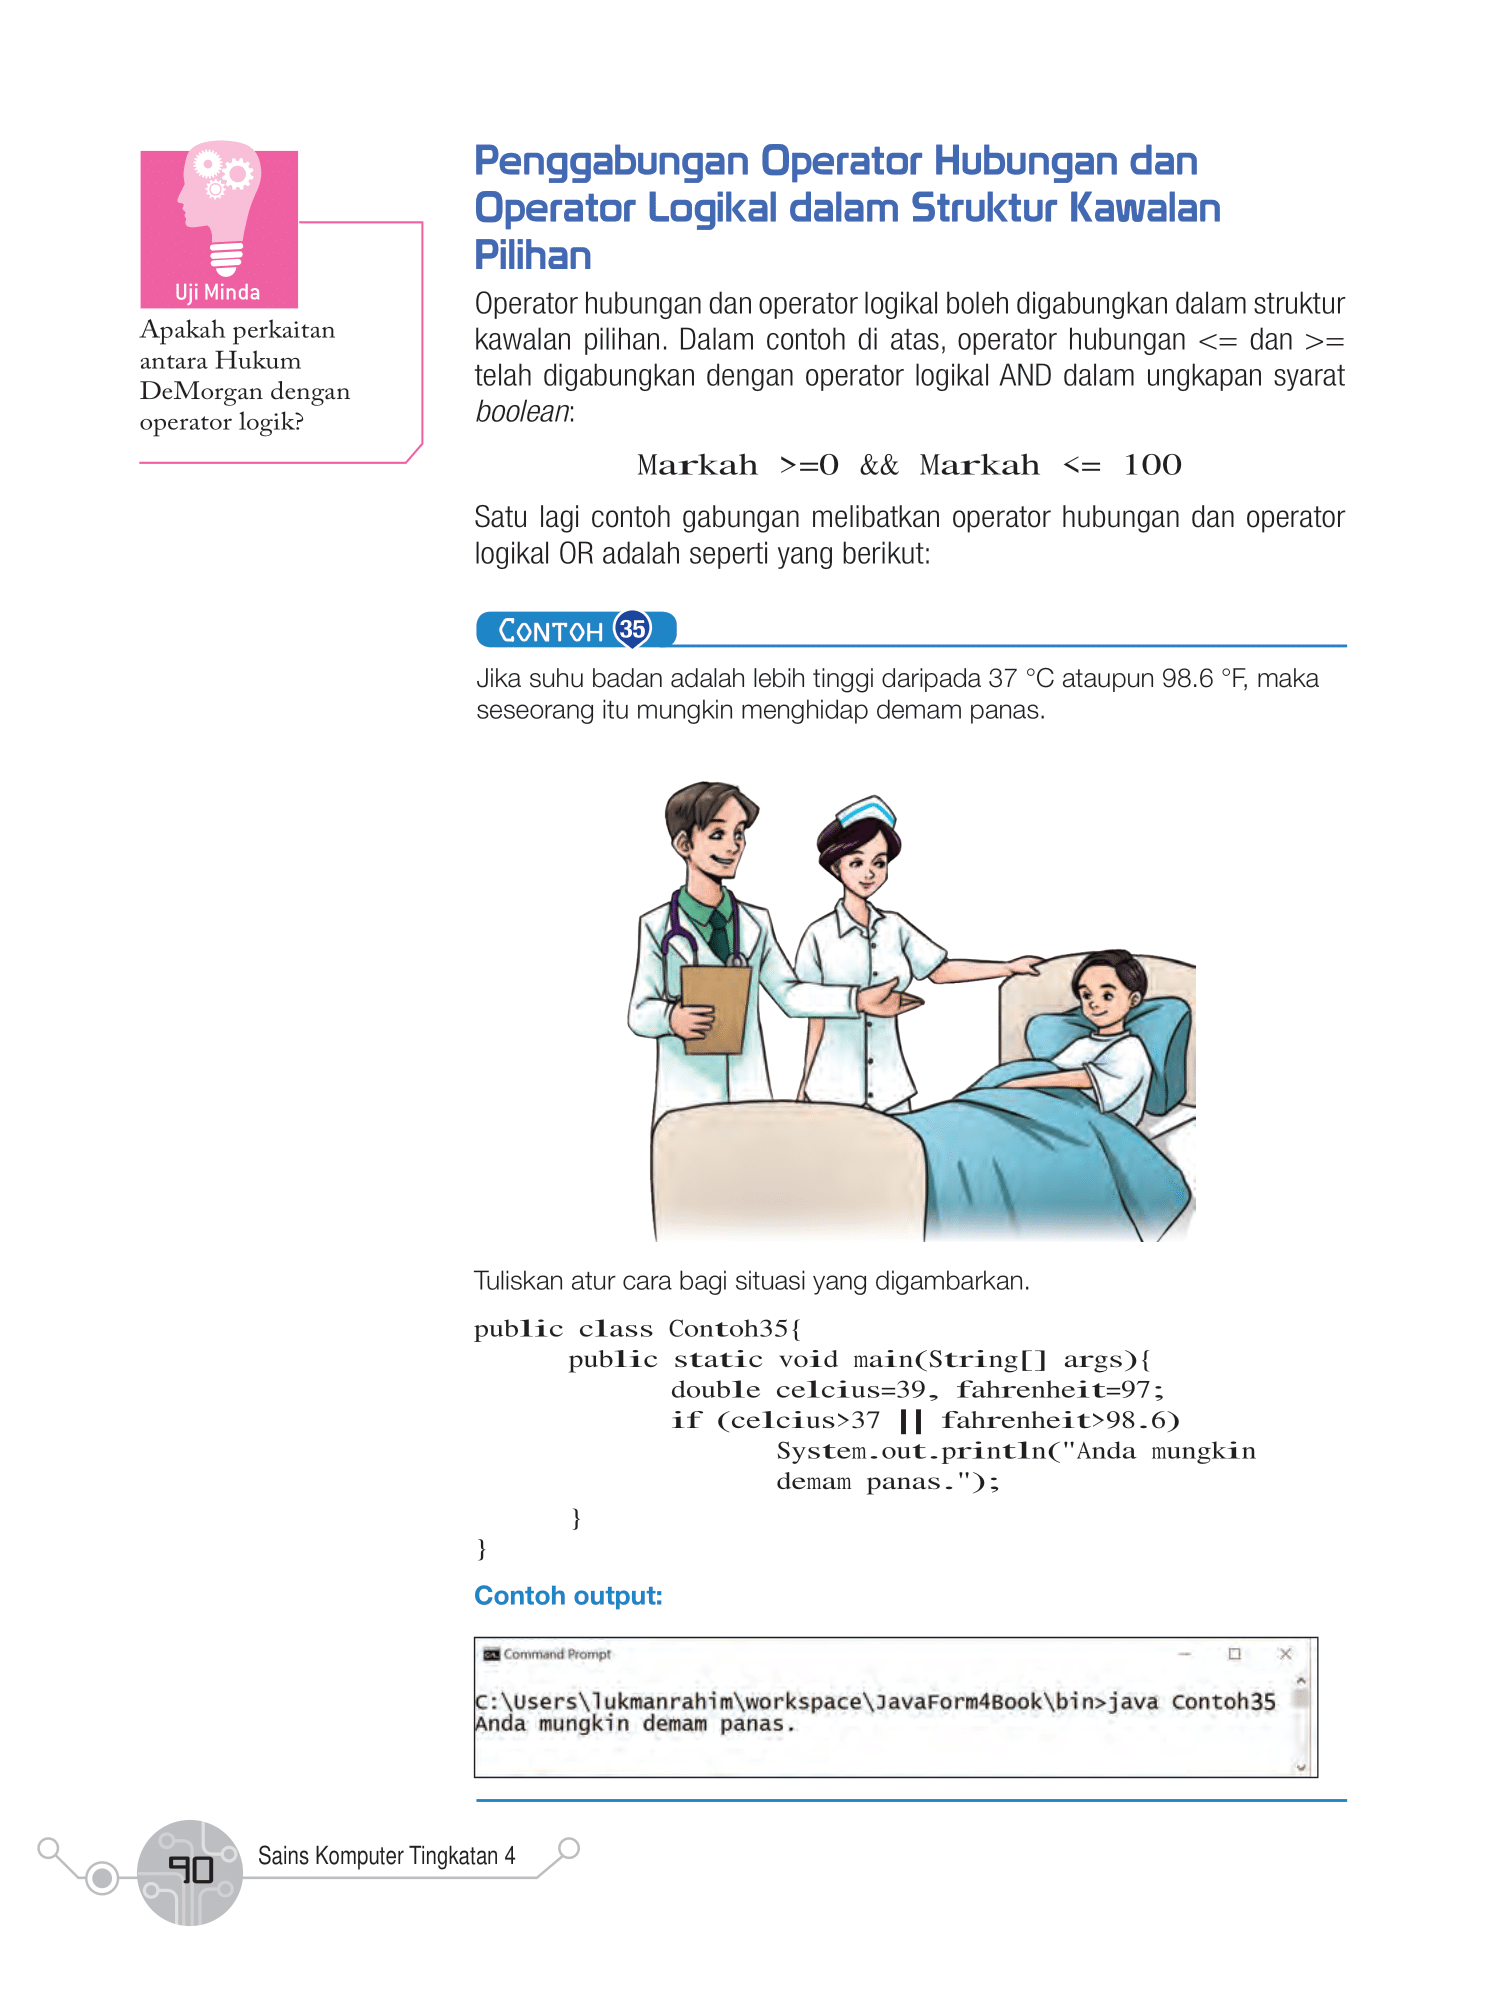 Uji Minda
Apakah perkaitan
antara Hukum
DeMorgan dengan
operator logik?
Penggabungan Operator Hubungan dan
Operator Logikal dalam Struktur Kawalan
Pilihan
Operator hubungan dan operator logikal boleh digabungkan dalam struktur
kawalan pilihan. Dalam contoh di atas, operator hubungan <= dan >=
telah digabungkan dengan operator logikal AND dalam ungkapan syarat
boolean:
Markah >=0 && Markah <= 100
Satu lagi contoh gabungan melibatkan operator hubungan dan operator
logikal OR adalah seperti yang berikut:
CONTOH 35
Jika suhu badan adalah lebih tinggi daripada 37 °C ataupun 98.6 °F, maka
seseorang itu mungkin menghidap demam panas.
Tuliskan atur cara bagi situasi yang digambarkan.
public class Contoh35{
public static void main(String[] args){
double celcius=39, fahrenheit=97;
if (celcius>37 || fahrenheit>98.6)
System.out.println("Anda mungkin
demam panas.");
}
}
Contoh output:
Command Prompt
C:\Users\lukmanrahim\workspace\JavaForm4Book\bin>java Contoh35
Anda mungkin demam panas.
90
Sains Komputer Tingkatan 4